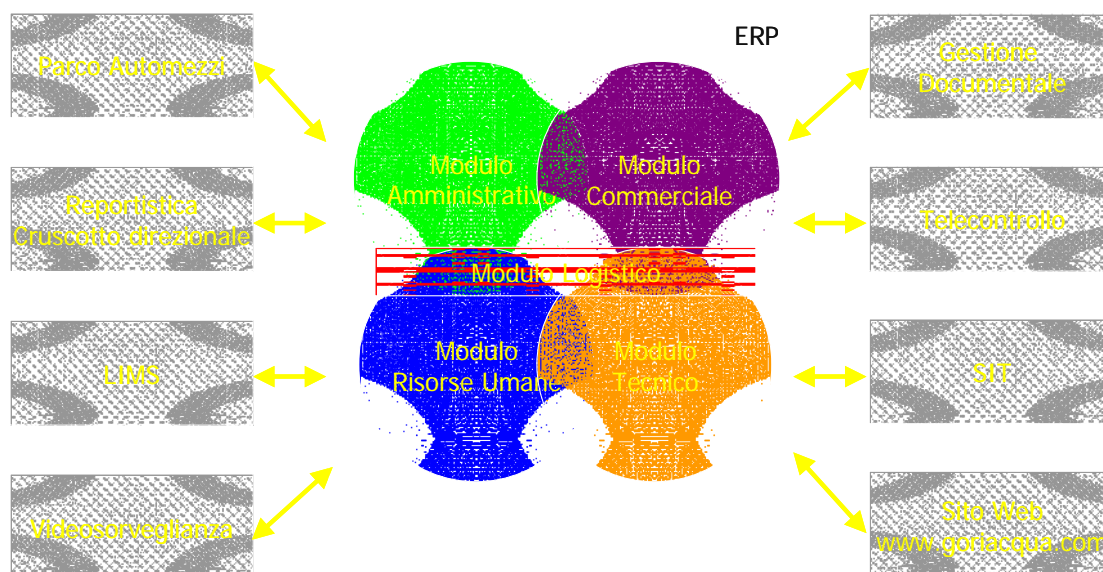 ERP
Parco Automezzi
Gestione
Documentale
Modulo
Amministrativo
Modulo
Commerciale
Reportistica
Cruscotto direzionale
Telecontrollo
Modulo Logistico
LIMS
Modulo
Risorse Umane
Modulo
Tecnico
SIT
Videosorveglianza
Sito Web
www.goriacqua.com